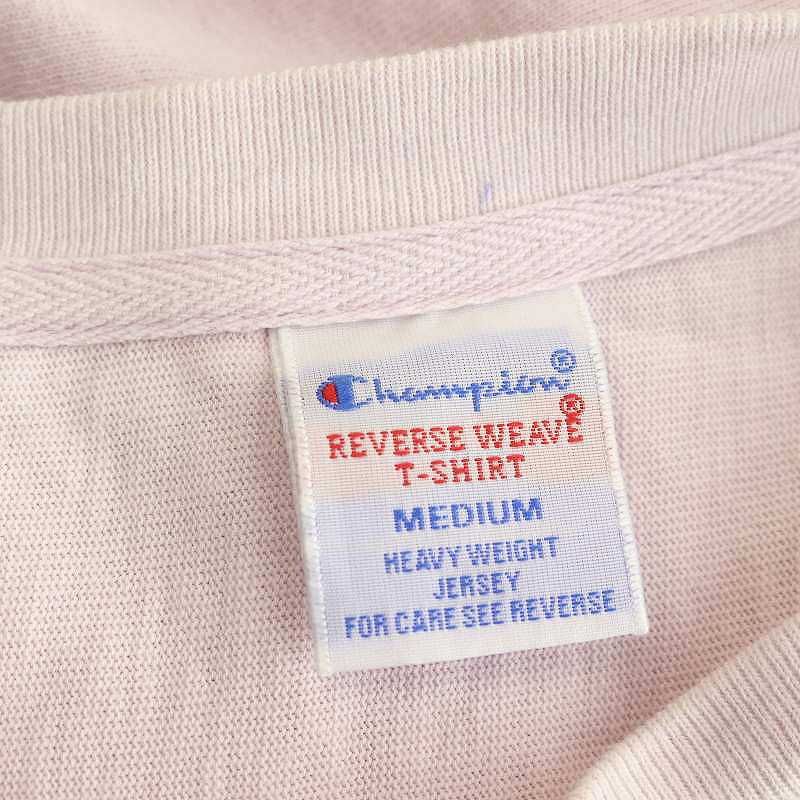 Champion®
REVERSE WEAVE®
T-SHIRT
MEDIUM
HEAVY WEIGHT
JERSEY
FOR CARE SEE REVERSE